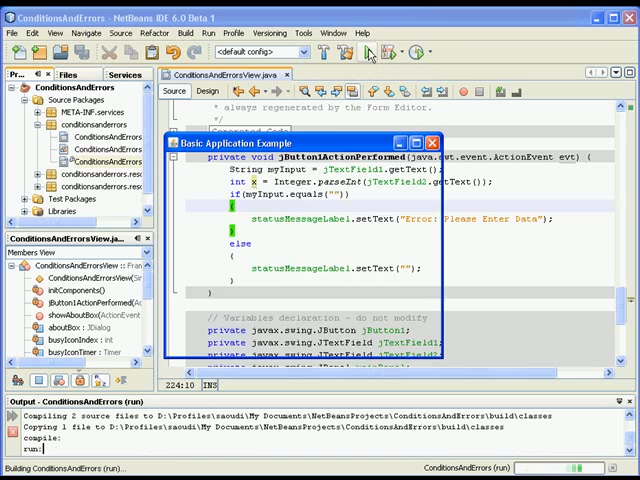 ConditionsAndErrors - NetBeans IDE 6.0 Beta 1
File Edit View Navigate Source Refactor Build Run Profile Versioning Tools Window Help
<default config>
Pr... Files Services
ConditionsAndErrorsView.java
Source Design
ConditionsAndErrors
Source Packages
META-INF.services
conditionsanderrors
ConditionsAndE
ConditionsAndE
ConditionsAndE
conditionsanderrors.reso
conditionsanderrors.reso
Test Packages
Libraries
* always regenerated by the Form Editor.
*/
Generated Code
Basic Application Example
private void jButton1ActionPerformed(java.awt.event.ActionEvent evt) {
String myInput = jTextField1.getText();
int x = Integer.parseInt(jTextField2.getText());
if(myInput.equals(""))
{
statusMessageLabel.setText("Error: Please Enter Data");
}
else
{
statusMessageLabel.setText("");
}
}
// Variables declaration - do not modify
private javax.swing.JButton jButton1;
private javax.swing.JTextField jTextField1;
private javax.swing.JTextField jTextField2;
224:10 INS
ConditionsAndErrorsView.ja...
Members View
ConditionsAndErrorsView :: Fram
ConditionsAndErrorsView(Sir
initComponents()
jButton1ActionPerformed(Ac
showAboutBox(ActionEvent
aboutBox : JDialog
busyIconIndex : int
busyIconTimer : Timer
Output - ConditionsAndErrors (run)
Compiling 2 source files to D:\Profiles\saoudi\My Documents\NetBeansProjects\ConditionsAndErrors\build\classes
Copying 1 file to D:\Profiles\saoudi\My Documents\NetBeansProjects\ConditionsAndErrors\build\classes
compile:
run:
Building ConditionsAndErrors (run)...
ConditionsAndErrors (run)